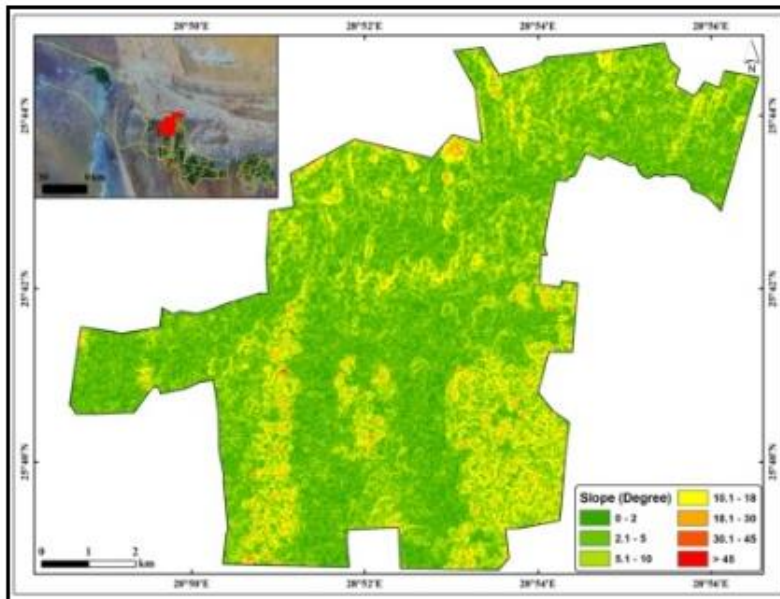 28°50'E 28°52'E 28°54'E 28°56'E
N
25°44'N 25°44'N
25°42'N 25°42'N
25°40'N 25°40'N
Slope (Degree)
0 - 2
2.1 - 5
5.1 - 10
10.1 - 18
18.1 - 30
30.1 - 45
> 45
0 1 2
km
28°50'E 28°52'E 28°54'E 28°56'E